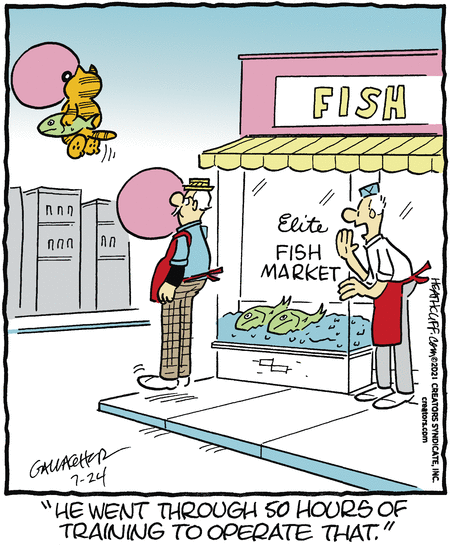 FISH
Elite
FISH
MARKET
HEATHCLIFF.COM ©2021 CREATORS SYNDICATE, INC.
creators.com
GALLAGHER
7-24
"HE WENT THROUGH 50 HOURS OF
TRAINING TO OPERATE THAT."